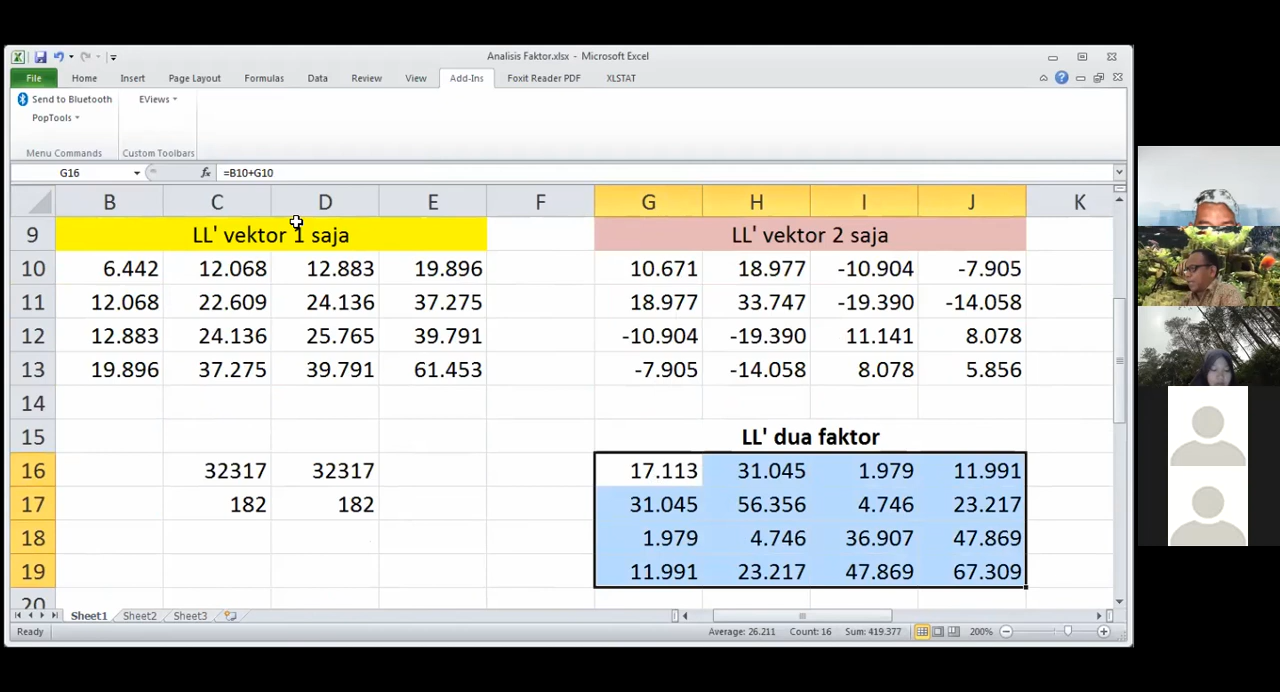 Analisis Faktor.xlsx - Microsoft Excel
File Home Insert Page Layout Formulas Data Review View Add-Ins Foxit Reader PDF XLSTAT
Send to Bluetooth EViews
PopTools
Menu Commands Custom Toolbars
G16 fx =B10+G10
B C D E F G H I J K
9 LL' vektor 1 saja LL' vektor 2 saja
10 6.442 12.068 12.883 19.896 10.671 18.977 -10.904 -7.905
11 12.068 22.609 24.136 37.275 18.977 33.747 -19.390 -14.058
12 12.883 24.136 25.765 39.791 -10.904 -19.390 11.141 8.078
13 19.896 37.275 39.791 61.453 -7.905 -14.058 8.078 5.856
14
15 LL' dua faktor
16 32317 32317 17.113 31.045 1.979 11.991
17 182 182 31.045 56.356 4.746 23.217
18 1.979 4.746 36.907 47.869
19 11.991 23.217 47.869 67.309
20
Sheet1 Sheet2 Sheet3
Ready Average: 26.211 Count: 16 Sum: 419.377 200%